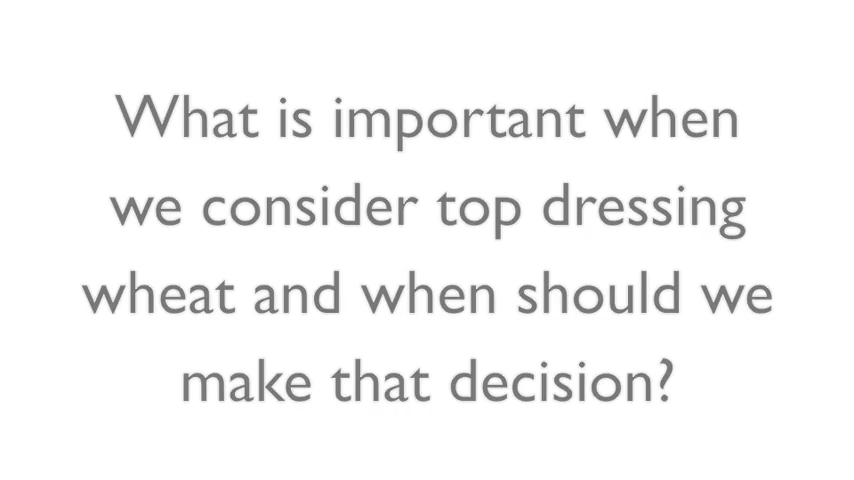 What is important when
we consider top dressing
wheat and when should we
make that decision?